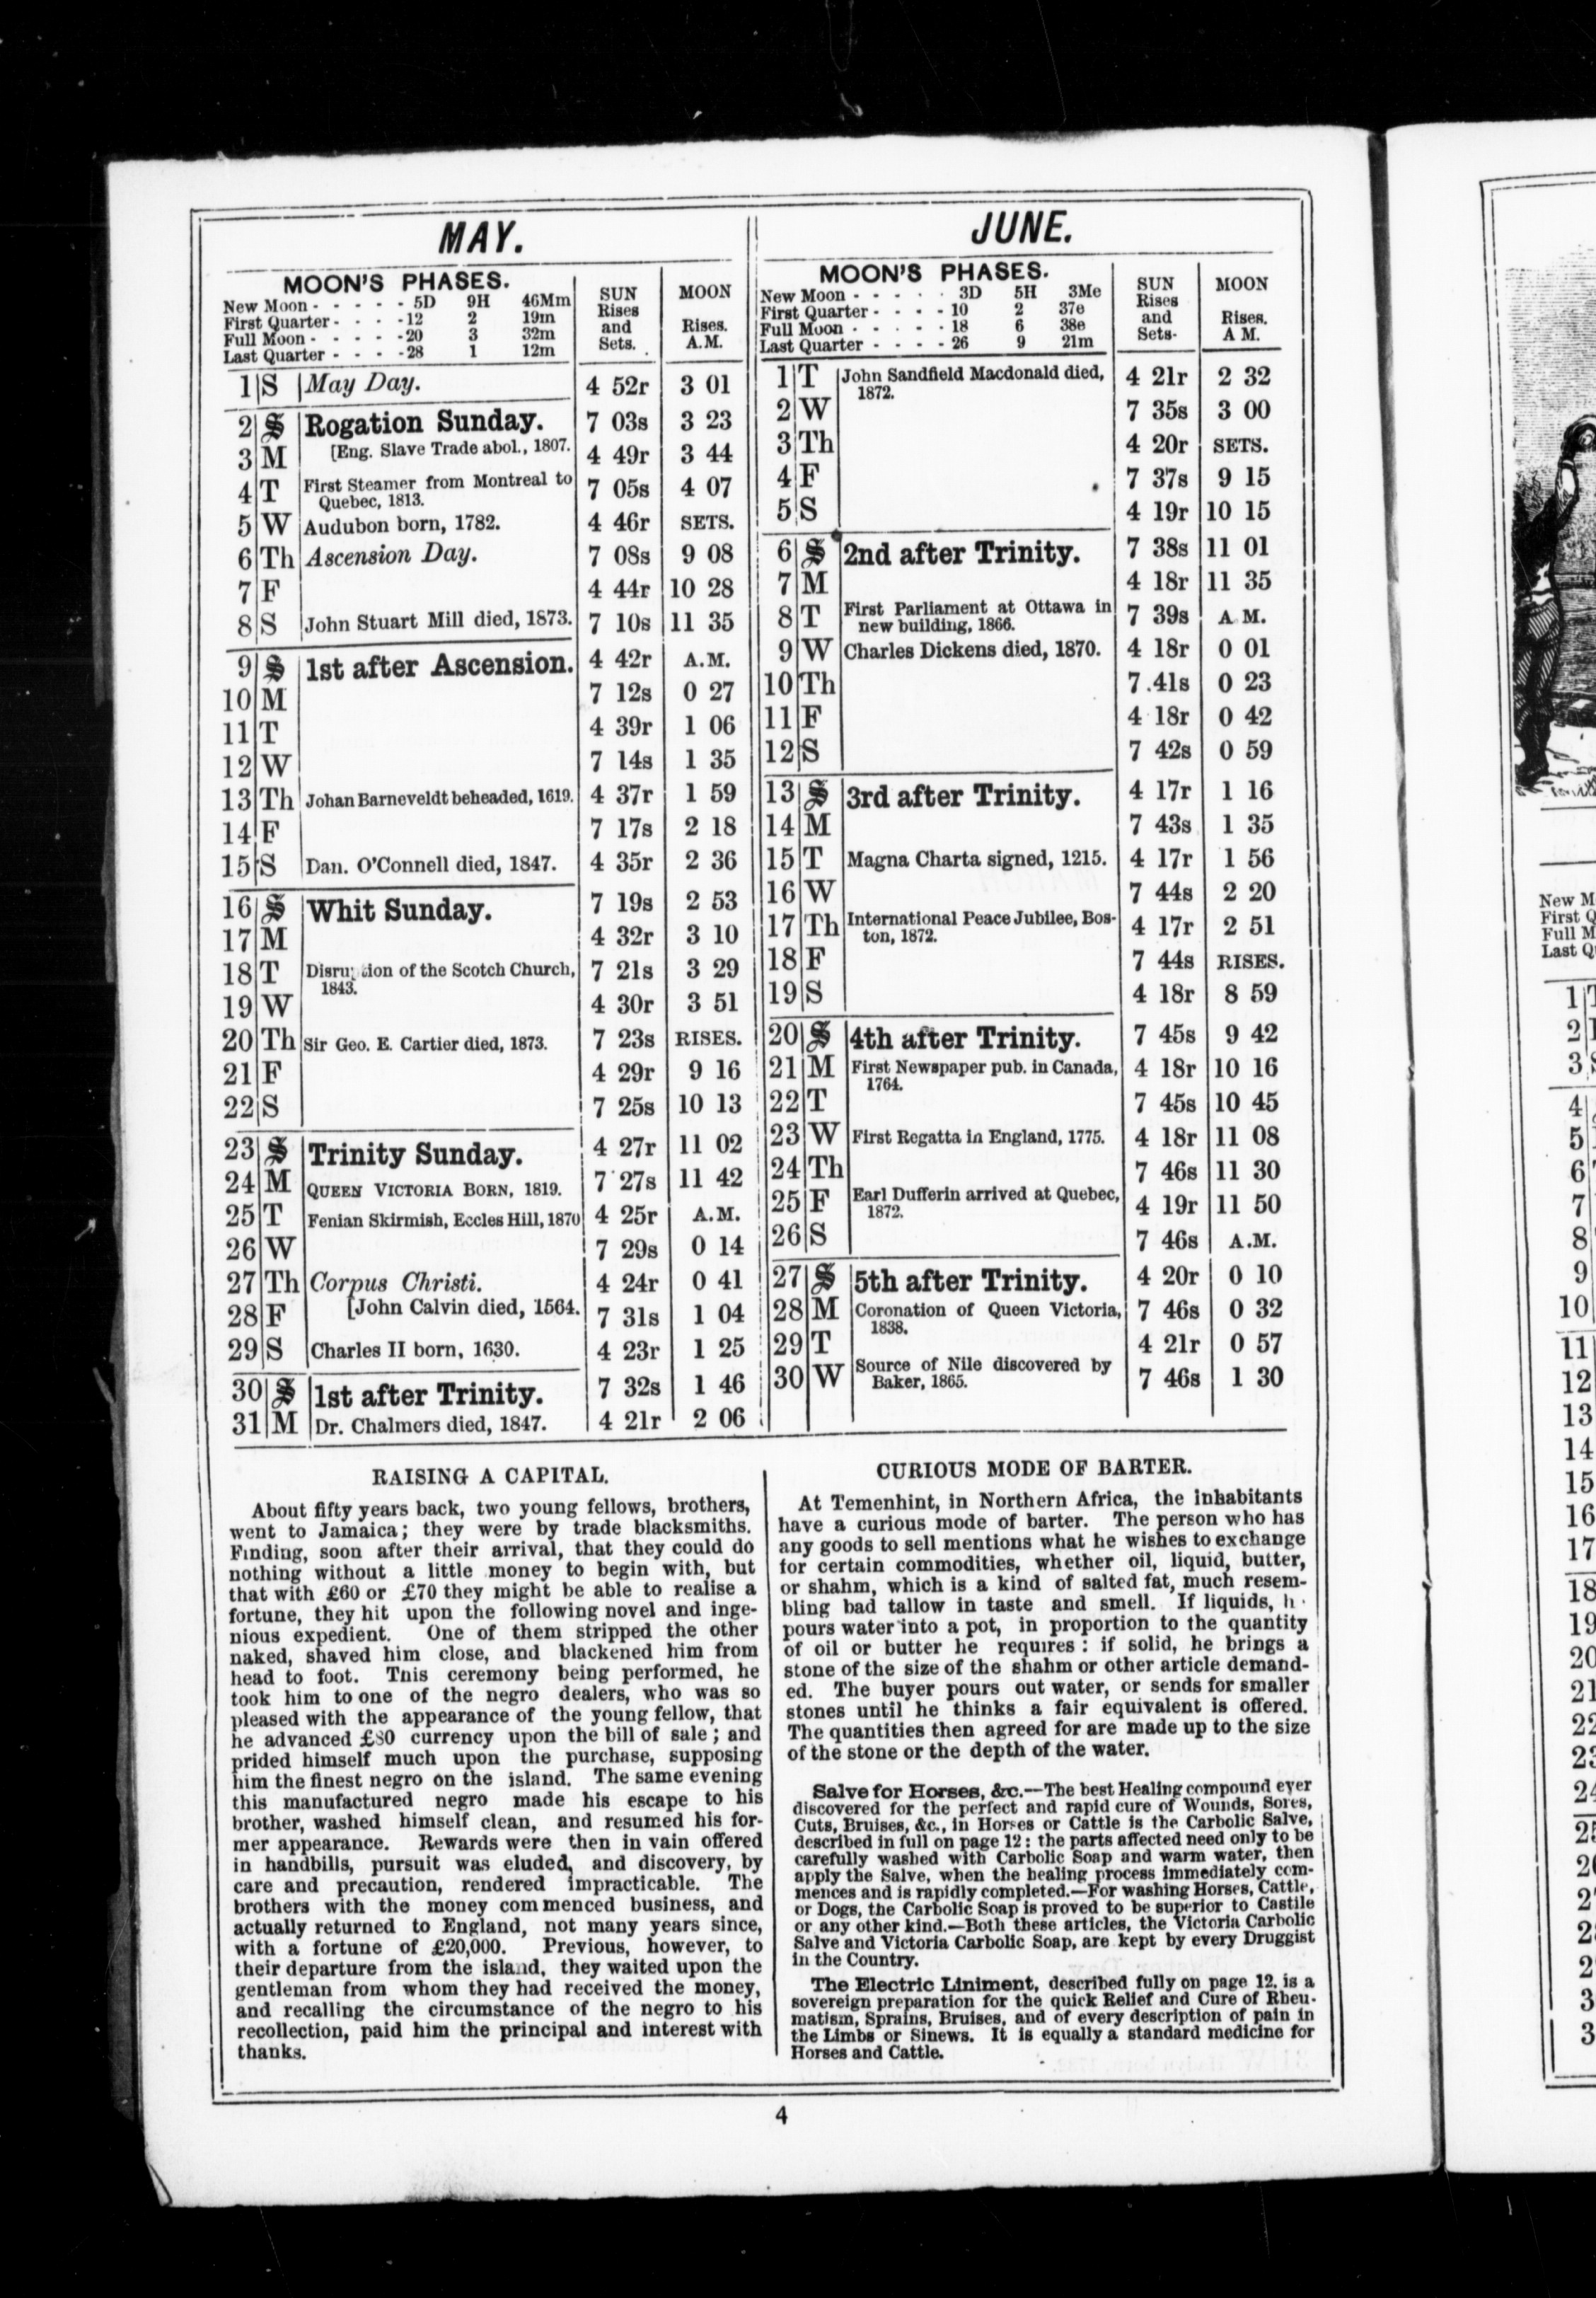 MAY.
MOON'S PHASES.
New Moon - - - - - 5D 9H 46Mm
First Quarter - - - - 12 2 19m
Full Moon - - - - - 20 3 32m
Last Quarter - - - - 28 1 12m
SUN Rises and Sets.
MOON Rises. A.M.
1 S May Day. 4 52r 3 01
2 S Rogation Sunday. 7 03s 3 23
3 M [Eng. Slave Trade abol., 1807. 4 49r 3 44
4 T First Steamer from Montreal to 7 05s 4 07
Quebec, 1813.
5 W Audubon born, 1782. 4 46r SETS.
6 Th Ascension Day. 7 08s 9 08
7 F 4 44r 10 28
8 S John Stuart Mill died, 1873. 7 10s 11 35
9 S 1st after Ascension. 4 42r A.M.
10 M 7 12s 0 27
11 T 4 39r 1 06
12 W 7 14s 1 35
13 Th Johan Barneveldt beheaded, 1619. 4 37r 1 59
14 F 7 17s 2 18
15 S Dan. O'Connell died, 1847. 4 35r 2 36
16 S Whit Sunday. 7 19s 2 53
17 M 4 32r 3 10
18 T of the Scotch Church, 7 21s 3 29
1843.
19 W 4 30r 3 51
20 Th Sir Geo. E. Cartier died, 1873. 7 23s RISES.
21 F 4 29r 9 16
22 S 7 25s 10 13
23 S Trinity Sunday. 4 27r 11 02
24 M QUEEN VICTORIA BORN, 1819. 7 27s 11 42
25 T Fenian Skirmish, Eccles Hill, 1870 4 25r A.M.
26 W 7 29s 0 14
27 Th Corpus Christi. 4 24r 0 41
28 F [John Calvin died, 1564. 7 31s 1 04
29 S Charles II born, 1630. 4 23r 1 25
30 S 1st after Trinity. 7 32s 1 46
31 M Dr. Chalmers died, 1847. 4 21r 2 06
JUNE.
MOON'S PHASES.
New Moon - - - - - 3D 5H 3Me
First Quarter - - - - 10 2 37e
Full Moon - - - - - 18 6 38e
Last Quarter - - - - 26 9 21m
SUN Rises and Sets-
MOON Rises. A M.
1 T John Sandfield Macdonald died, 4 21r 2 32
1872.
2 W 7 35s 3 00
3 Th 4 20r SETS.
4 F 7 37s 9 15
5 S 4 19r 10 15
6 S 2nd after Trinity. 7 38s 11 01
7 M 4 18r 11 35
8 T First Parliament at Ottawa in 7 39s A.M.
new building, 1866.
9 W Charles Dickens died, 1870. 4 18r 0 01
10 Th 7.41s 0 23
11 F 4 18r 0 42
12 S 7 42s 0 59
13 S 3rd after Trinity. 4 17r 1 16
14 M 7 43s 1 35
15 T Magna Charta signed, 1215. 4 17r 1 56
16 W 7 44s 2 20
17 Th International Peace Jubilee, Bos- 4 17r 2 51
ton, 1872.
18 F 7 44s RISES.
19 S 4 18r 8 59
20 S 4th after Trinity. 7 45s 9 42
21 M First Newspaper pub. in Canada, 4 18r 10 16
1764.
22 T 7 45s 10 45
23 W First Regatta in England, 1775. 4 18r 11 08
24 Th 7 46s 11 30
25 F Earl Dufferin arrived at Quebec, 4 19r 11 50
1872.
26 S 7 46s A.M.
27 S 5th after Trinity. 4 20r 0 10
28 M Coronation of Queen Victoria, 7 46s 0 32
1838.
29 T 4 21r 0 57
30 W Source of Nile discovered by 7 46s 1 30
Baker, 1865.
RAISING A CAPITAL.
About fifty years back, two young fellows, brothers,
went to Jamaica; they were by trade blacksmiths.
Finding, soon after their arrival, that they could do
nothing without a little money to begin with, but
that with £60 or £70 they might be able to realise a
fortune, they hit upon the following novel and inge-
nious expedient. One of them stripped the other
naked, shaved him close, and blackened him from
head to foot. This ceremony being performed, he
took him to one of the negro dealers, who was so
pleased with the appearance of the young fellow, that
he advanced £80 currency upon the bill of sale; and
prided himself much upon the purchase, supposing
him the finest negro on the island. The same evening
this manufactured negro made his escape to his
brother, washed himself clean, and resumed his for-
mer appearance. Rewards were then in vain offered
in handbills, pursuit was eluded, and discovery, by
care and precaution, rendered impracticable. The
brothers with the money commenced business, and
actually returned to England, not many years since,
with a fortune of £20,000. Previous, however, to
their departure from the island, they waited upon the
gentleman from whom they had received the money,
and recalling the circumstance of the negro to his
recollection, paid him the principal and interest with
thanks.
CURIOUS MODE OF BARTER.
At Temenhint, in Northern Africa, the inhabitants
have a curious mode of barter. The person who has
any goods to sell mentions what he wishes to exchange
for certain commodities, whether oil, liquid, butter,
or shahm, which is a kind of salted fat, much resem-
bling bad tallow in taste and smell. If liquids, h
pours water into a pot, in proportion to the quantity
of oil or butter he requires: if solid, he brings a
stone of the size of the shahm or other article demand-
ed. The buyer pours out water, or sends for smaller
stones until he thinks a fair equivalent is offered.
The quantities then agreed for are made up to the size
of the stone or the depth of the water.
Salve for Horses, &c.—The best Healing compound ever
discovered for the perfect and rapid cure of Wounds, Sores,
Cuts, Bruises, &c., in Horses or Cattle is the Carbolic Salve,
described in full on page 12: the parts affected need only to be
carefully washed with Carbolic Soap and warm water, then
apply the Salve, when the healing process immediately com-
mences and is rapidly completed.—For washing Horses, Cattle,
or Dogs, the Carbolic Soap is proved to be superior to Castile
or any other kind.—Both these articles, the Victoria Carbolic
Salve and Victoria Carbolic Soap, are kept by every Druggist
in the Country.
The Electric Liniment, described fully on page 12, is a
sovereign preparation for the quick Relief and Cure of Rheu-
matism, Sprains, Bruises, and of every description of pain in
the Limbs or Sinews. It is equally a standard medicine for
Horses and Cattle.
4
New M
First Q
Full M
Last Q
1
2
3
4
5
6
7
8
9
10
11
12
13
14
15
16
17
18
19
20
21
22
23
24